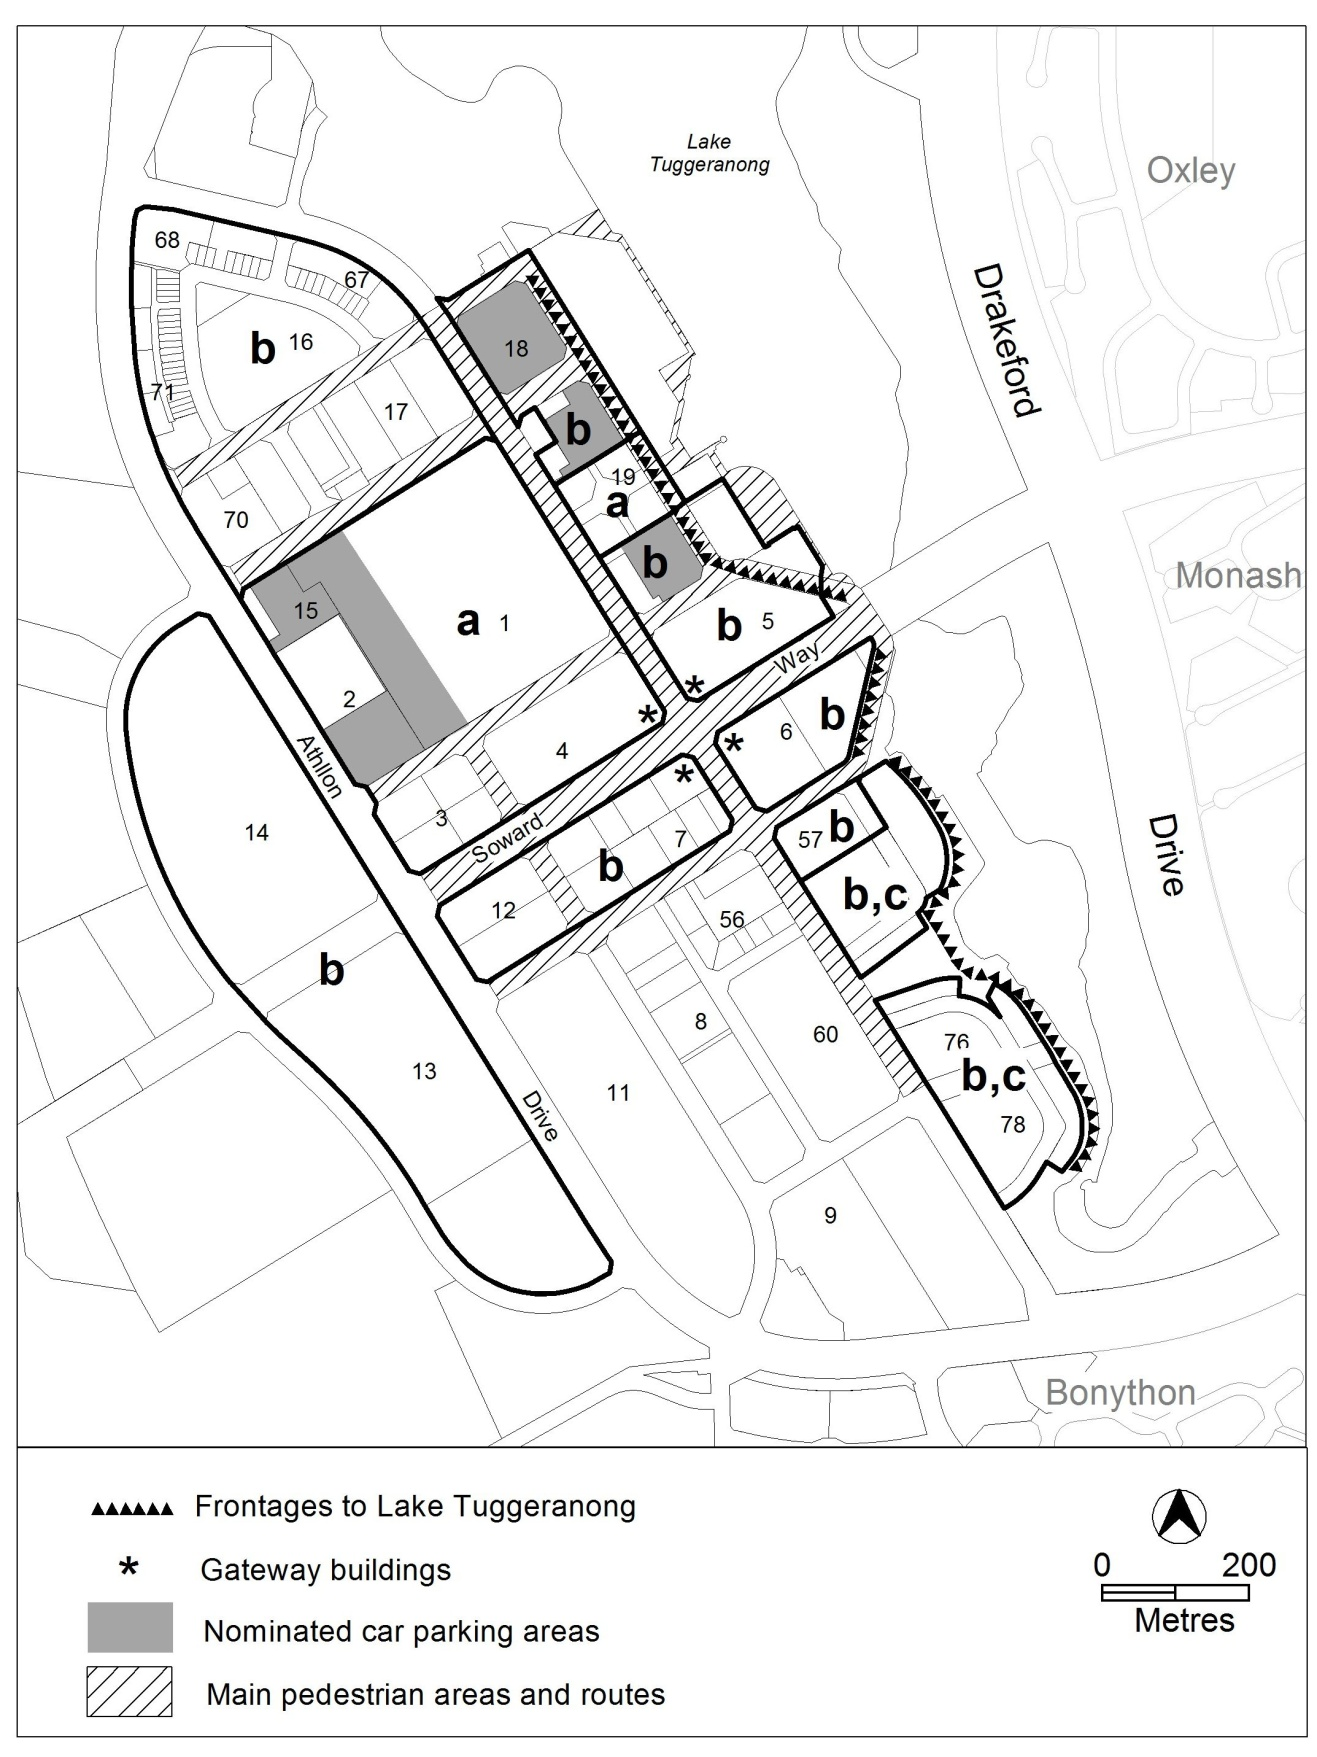 Lake
Tuggeranong
Oxley
68
67
Drakeford
b 16
18
71
17
b
19
a
70
b
Monash
15
a 1
b 5
Way
*
*
2
b
6
*
4
*
Athllon
3
Soward
7
57 b
14
b
b,c
12
56
Drive
b
8
60
76
13
11
b,c
Drive
78
9
Bonython
Frontages to Lake Tuggeranong
* Gateway buildings
0 200
Metres
Nominated car parking areas
Main pedestrian areas and routes